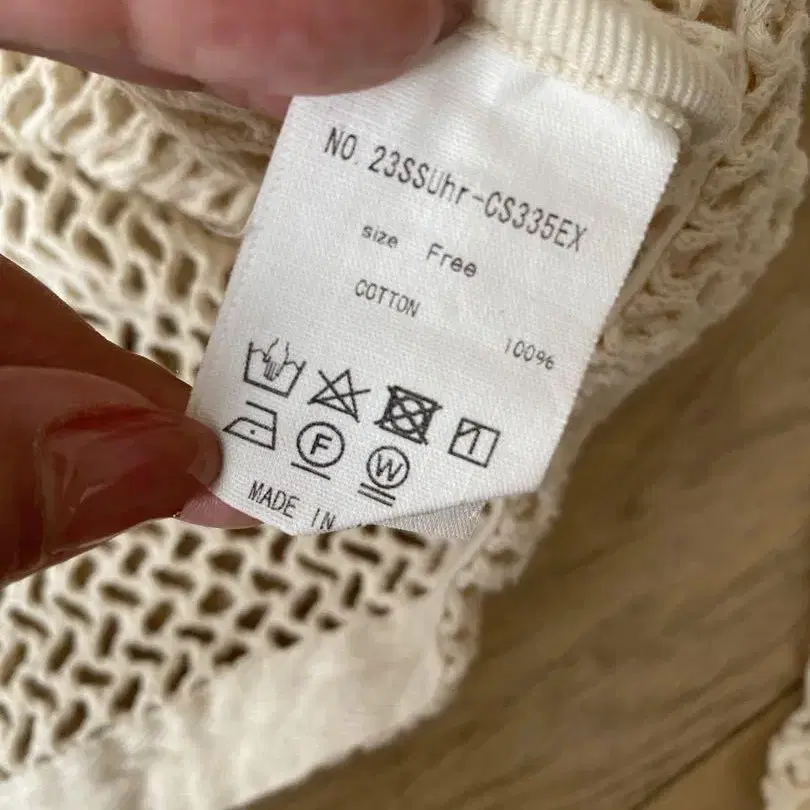 NO. 23SSUhr-CS335EX
size Free
COTTON 100%
F W
MADE IN